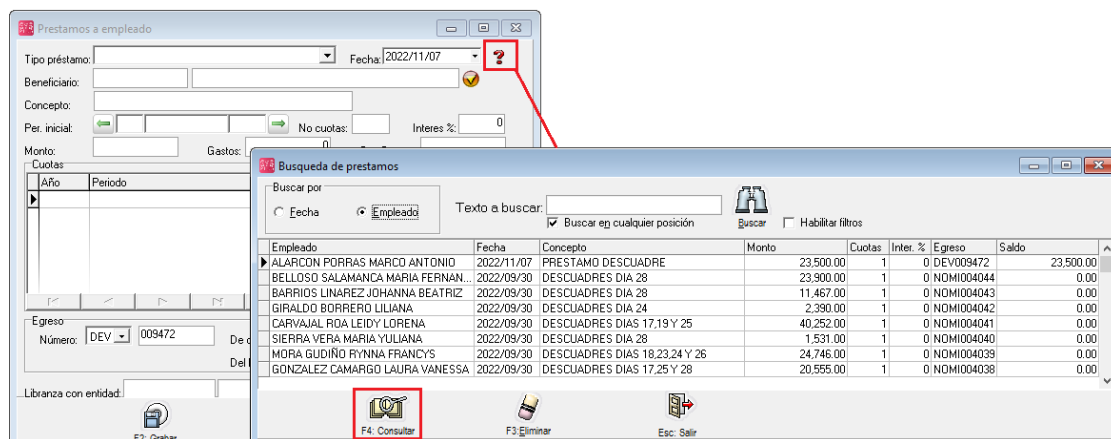 Prestamos a empleado
Tipo préstamo: Fecha: 2022/11/07 ?
Beneficiario:
Concepto:
Per. inicial: No cuotas: Interes %: 0
Monto: Gastos: 0
Cuotas
Año Periodo
Egreso
Número: DEV 009472
Libranza con entidad:
F2: Grabar
Busqueda de prestamos
Buscar por
Fecha Empleado
Texto a buscar:
Buscar en cualquier posición Buscar Habilitar filtros
Empleado Fecha Concepto Monto Cuotas Inter. % Egreso Saldo
ALARCON PORRAS MARCO ANTONIO 2022/11/07 PRESTAMO DESCUADRE 23,500.00 1 0 DEV009472 23,500.00
BELLOSO SALAMANCA MARIA FERNAN... 2022/09/30 DESCUADRES DIA 28 23,900.00 1 0 NOMI004044 0.00
BARRIOS LINAREZ JOHANNA BEATRIZ 2022/09/30 DESCUADRES DIA 28 11,467.00 1 0 NOMI004043 0.00
GIRALDO BORRERO LILIANA 2022/09/30 DESCUADRES DIA 24 2,390.00 1 0 NOMI004042 0.00
CARVAJAL ROA LEIDY LORENA 2022/09/30 DESCUADRES DIAS 17,19 Y 25 40,252.00 1 0 NOMI004041 0.00
SIERRA VERA MARIA YULIANA 2022/09/30 DESCUADRES DIA 28 1,531.00 1 0 NOMI004040 0.00
MORA GUDIÑO RYNNA FRANCYS 2022/09/30 DESCUADRES DIAS 18,23,24 Y 26 24,746.00 1 0 NOMI004039 0.00
GONZALEZ CAMARGO LAURA VANESSA 2022/09/30 DESCUADRES DIAS 17,25 Y 28 20,555.00 1 0 NOMI004038 0.00
F4: Consultar F3:Eliminar Esc: Salir